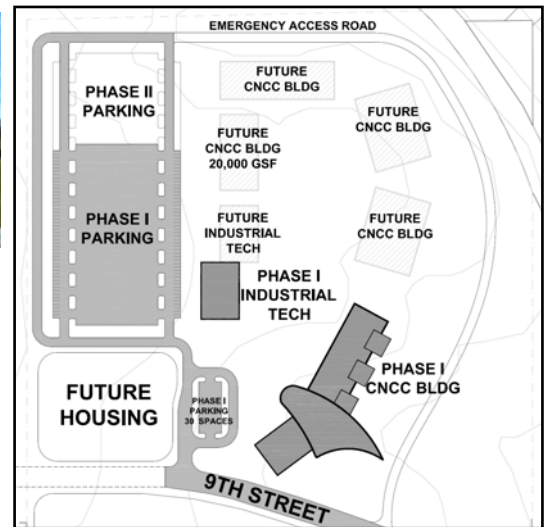 EMERGENCY ACCESS ROAD
PHASE II
PARKING
FUTURE
CNCC BLDG
FUTURE
CNCC BLDG
FUTURE
CNCC BLDG
20,000 GSF
PHASE I
PARKING
FUTURE
INDUSTRIAL
TECH
FUTURE
CNCC BLDG
PHASE I
INDUSTRIAL
TECH
PHASE I
CNCC BLDG
FUTURE
HOUSING
PHASE I
PARKING
30 SPACES
9TH STREET